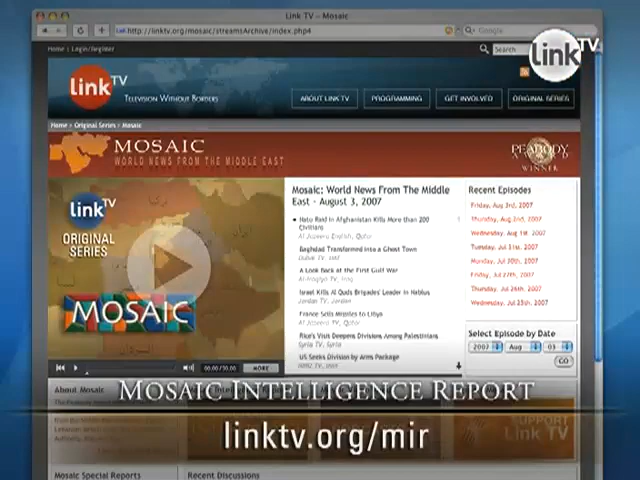 Link TV – Mosaic
Link http://linktv.org/mosaic/streamsArchive/index.php4
Google
Home | Login/Register
Search
link TV
link TV
TELEVISION WITHOUT BORDERS
ABOUT LINK TV
PROGRAMMING
GET INVOLVED
ORIGINAL SERIES
Home > Original Series > Mosaic
MOSAIC
WORLD NEWS FROM THE MIDDLE EAST
PEABODY
AWARD
WINNER
link TV
ORIGINAL
SERIES
MOSAIC
00:00/30:00
MORE
Mosaic: World News From The Middle
East - August 3, 2007
Nato Raid in Afghanistan Kills More than 200
Civilians
Al Jazeera English, Qatar
Baghdad Transformed into a Ghost Town
Dubai TV, UAE
A Look Back at the First Gulf War
Al-Iraqiya TV, Iraq
Israel Kills Al Quds Brigades' Leader in Nablus
Jordan TV, Jordan
France Sells Missiles to Libya
Al Jazeera TV, Qatar
Rice's Visit Deepens Divisions Among Palestinians
Syria TV, Syria
US Seeks Division by Arms Package
Recent Episodes
Friday, Aug 3rd, 2007
Thursday, Aug 2nd, 2007
Wednesday, Aug 1st, 2007
Tuesday, Jul 31st, 2007
Monday, Jul 30th, 2007
Friday, Jul 27th, 2007
Thursday, Jul 26th, 2007
Wednesday, Jul 25th, 2007
Select Episode by Date
2007 Aug 03
GO
About Mosaic
MOSAIC INTELLIGENCE REPORT
linktv.org/mir
SUPPORT
Link TV
Mosaic Special Reports
Recent Discussions